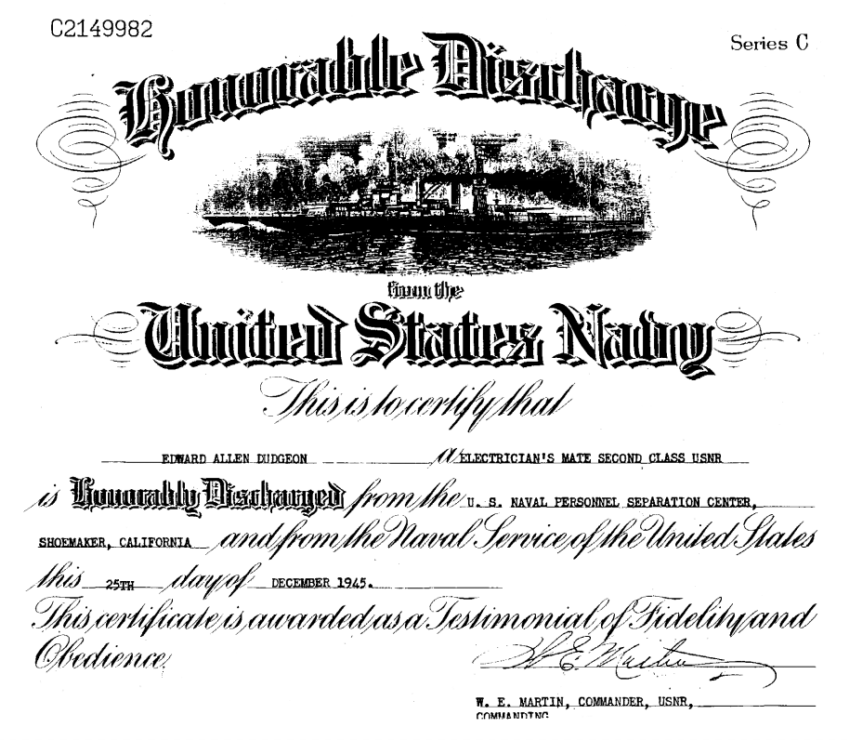 C2149982
Series C
Honorable Discharge
from the
United States Navy
This is to certify that
EDWARD ALLEN DUDGEON a ELECTRICIAN'S MATE SECOND CLASS USNR
is Honorably Discharged from the U. S. NAVAL PERSONNEL SEPARATION CENTER,
SHOEMAKER, CALIFORNIA and from the Naval Service of the United States
this 25TH day of DECEMBER 1945.
This certificate is awarded as a Testimonial of Fidelity and
Obedience
W. E. Martin
W. E. MARTIN, COMMANDER, USNR,
COMMANDING